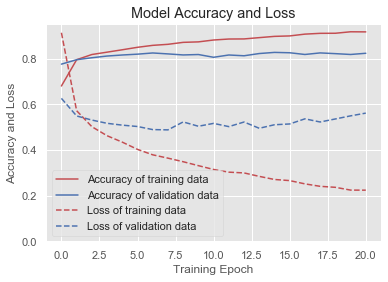 Model Accuracy and Loss
Accuracy and Loss
0.8
0.6
0.4
0.2
0.0
Accuracy of training data
Accuracy of validation data
Loss of training data
Loss of validation data
0.0 2.5 5.0 7.5 10.0 12.5 15.0 17.5 20.0
Training Epoch